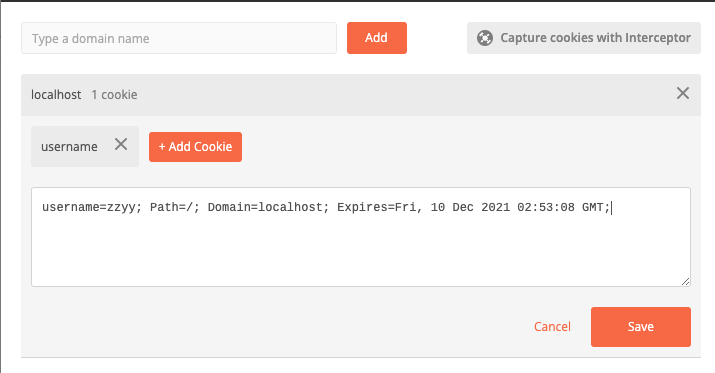 Type a domain name
Add
Capture cookies with Interceptor
localhost 1 cookie
username
+ Add Cookie
username=zzyy; Path=/; Domain=localhost; Expires=Fri, 10 Dec 2021 02:53:08 GMT;
Cancel
Save